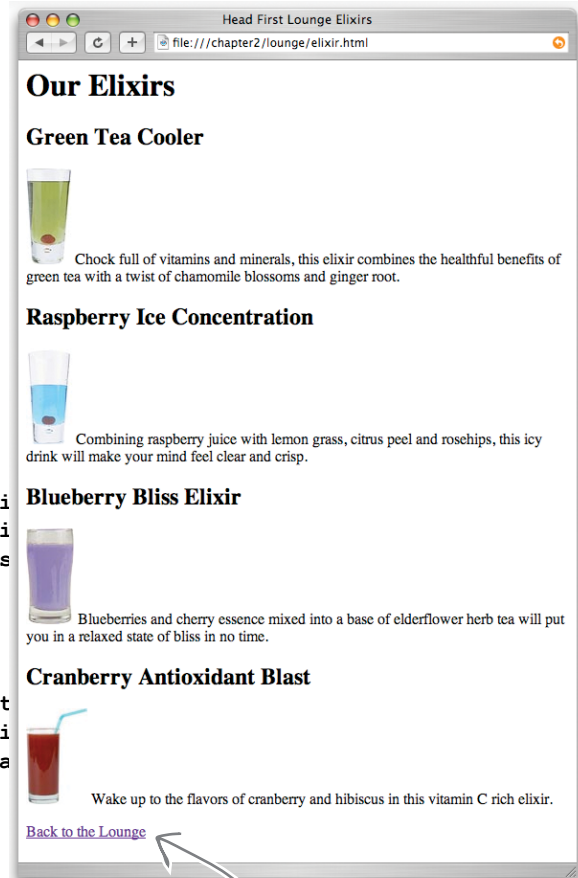 Head First Lounge Elixirs
file:///chapter2/lounge/elixir.html
Our Elixirs
Green Tea Cooler
Chock full of vitamins and minerals, this elixir combines the healthful benefits of
green tea with a twist of chamomile blossoms and ginger root.
Raspberry Ice Concentration
Combining raspberry juice with lemon grass, citrus peel and rosehips, this icy
drink will make your mind feel clear and crisp.
Blueberry Bliss Elixir
Blueberries and cherry essence mixed into a base of elderflower herb tea will put
you in a relaxed state of bliss in no time.
Cranberry Antioxidant Blast
Wake up to the flavors of cranberry and hibiscus in this vitamin C rich elixir.
Back to the Lounge